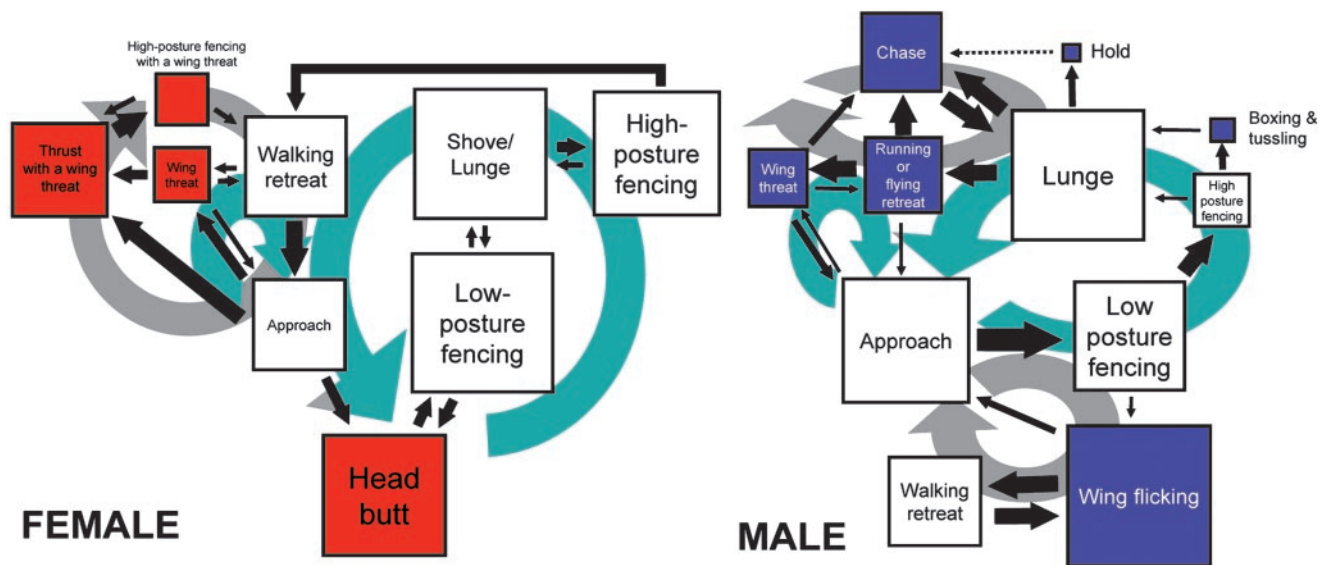 High-posture fencing
with a wing threat
Thrust
with a wing
threat
Wing
threat
Walking
retreat
Shove/
Lunge
High-
posture
fencing
Approach
Low-
posture
fencing
Head
butt
FEMALE
Chase
Hold
Boxing &
tussling
Wing
threat
Running
or
flying
retreat
Lunge
High
posture
fencing
Approach
Low
posture
fencing
Walking
retreat
Wing flicking
MALE